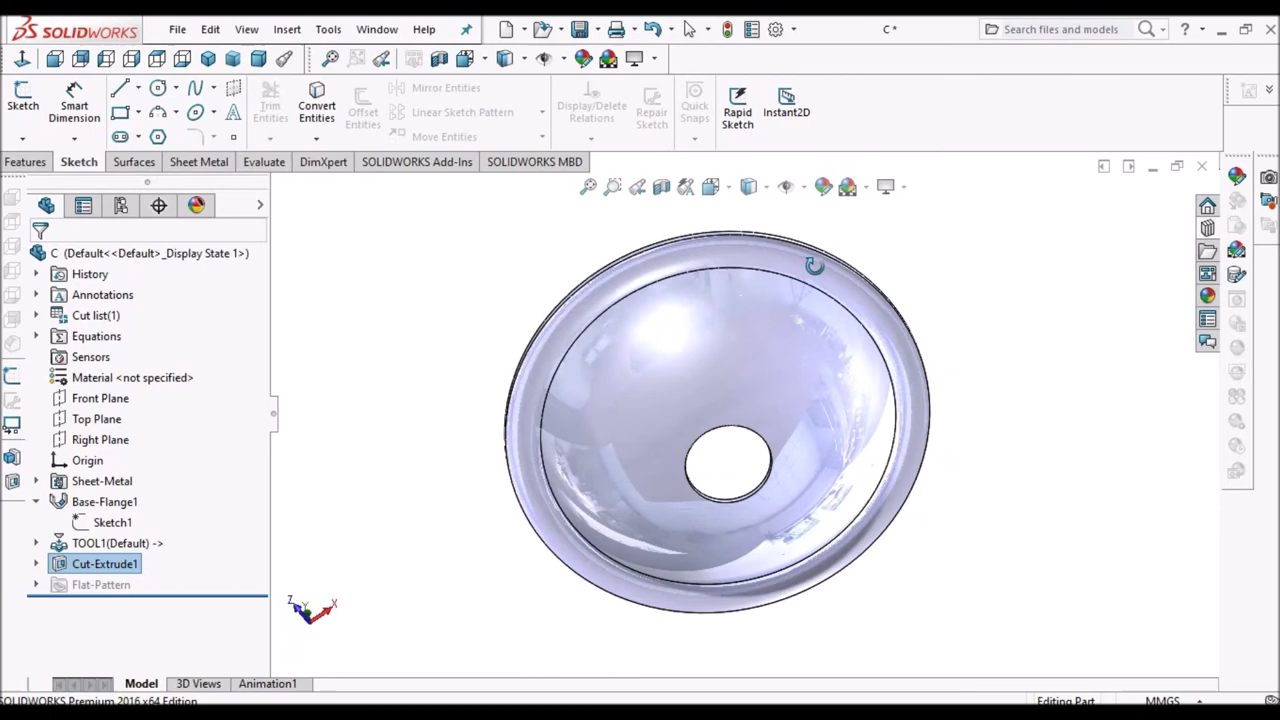 SOLIDWORKS File Edit View Insert Tools Window Help C * Search files and models ?
Sketch Smart Dimension Trim Entities Convert Entities Offset Entities Mirror Entities Linear Sketch Pattern Move Entities Display/Delete Relations Repair Sketch Quick Snaps Rapid Sketch Instant2D
Features Sketch Surfaces Sheet Metal Evaluate DimXpert SOLIDWORKS Add-Ins SOLIDWORKS MBD
C (Default<<Default>_Display State 1>)
History
Annotations
Cut list(1)
Equations
Sensors
Material <not specified>
Front Plane
Top Plane
Right Plane
Origin
Sheet-Metal
Base-Flange1
Sketch1
TOOL1(Default) ->
Cut-Extrude1
Flat-Pattern
Z Y X
Model 3D Views Animation1
SOLIDWORKS Premium 2016 x64 Edition Editing Part MMGS